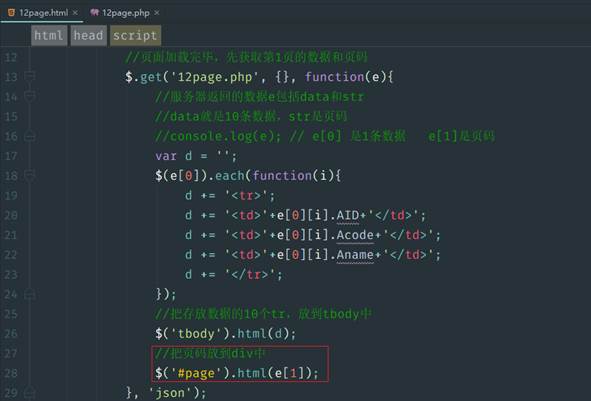 12page.html × 12page.php ×
html head script
12 //页面加载完毕，先获取第1页的数据和页码
13 $.get('12page.php', {}, function(e){
14 //服务器返回的数据e包括data和str
15 //data就是10条数据，str是页码
16 //console.log(e); // e[0] 是1条数据 e[1]是页码
17 var d = '';
18 $(e[0]).each(function(i){
19 d += '<tr>';
20 d += '<td>'+e[0][i].AID+'</td>';
21 d += '<td>'+e[0][i].Acode+'</td>';
22 d += '<td>'+e[0][i].Aname+'</td>';
23 d += '</tr>';
24 });
25 //把存放数据的10个tr，放到tbody中
26 $('tbody').html(d);
27 //把页码放到div中
28 $('#page').html(e[1]);
29 }, 'json');